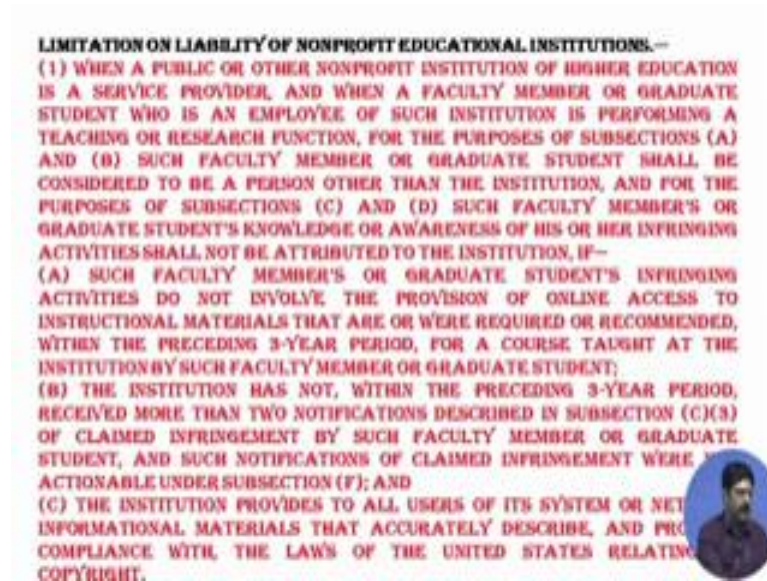 LIMITATION ON LIABILITY OF NONPROFIT EDUCATIONAL INSTITUTIONS.—
(1) WHEN A PUBLIC OR OTHER NONPROFIT INSTITUTION OF HIGHER EDUCATION
IS A SERVICE PROVIDER, AND WHEN A FACULTY MEMBER OR GRADUATE
STUDENT WHO IS AN EMPLOYEE OF SUCH INSTITUTION IS PERFORMING A
TEACHING OR RESEARCH FUNCTION, FOR THE PURPOSES OF SUBSECTIONS (A)
AND (B) SUCH FACULTY MEMBER OR GRADUATE STUDENT SHALL BE
CONSIDERED TO BE A PERSON OTHER THAN THE INSTITUTION, AND FOR THE
PURPOSES OF SUBSECTIONS (C) AND (D) SUCH FACULTY MEMBER'S OR
GRADUATE STUDENT'S KNOWLEDGE OR AWARENESS OF HIS OR HER INFRINGING
ACTIVITIES SHALL NOT BE ATTRIBUTED TO THE INSTITUTION, IF—
(A) SUCH FACULTY MEMBER'S OR GRADUATE STUDENT'S INFRINGING
ACTIVITIES DO NOT INVOLVE THE PROVISION OF ONLINE ACCESS TO
INSTRUCTIONAL MATERIALS THAT ARE OR WERE REQUIRED OR RECOMMENDED,
WITHIN THE PRECEDING 3-YEAR PERIOD, FOR A COURSE TAUGHT AT THE
INSTITUTION BY SUCH FACULTY MEMBER OR GRADUATE STUDENT;
(B) THE INSTITUTION HAS NOT, WITHIN THE PRECEDING 3-YEAR PERIOD,
RECEIVED MORE THAN TWO NOTIFICATIONS DESCRIBED IN SUBSECTION (C)(3)
OF CLAIMED INFRINGEMENT BY SUCH FACULTY MEMBER OR GRADUATE
STUDENT, AND SUCH NOTIFICATIONS OF CLAIMED INFRINGEMENT WERE
ACTIONABLE UNDER SUBSECTION (F); AND
(C) THE INSTITUTION PROVIDES TO ALL USERS OF ITS SYSTEM OR NET
INFORMATIONAL MATERIALS THAT ACCURATELY DESCRIBE, AND PRO
COMPLIANCE WITH, THE LAWS OF THE UNITED STATES RELATING
COPYRIGHT.